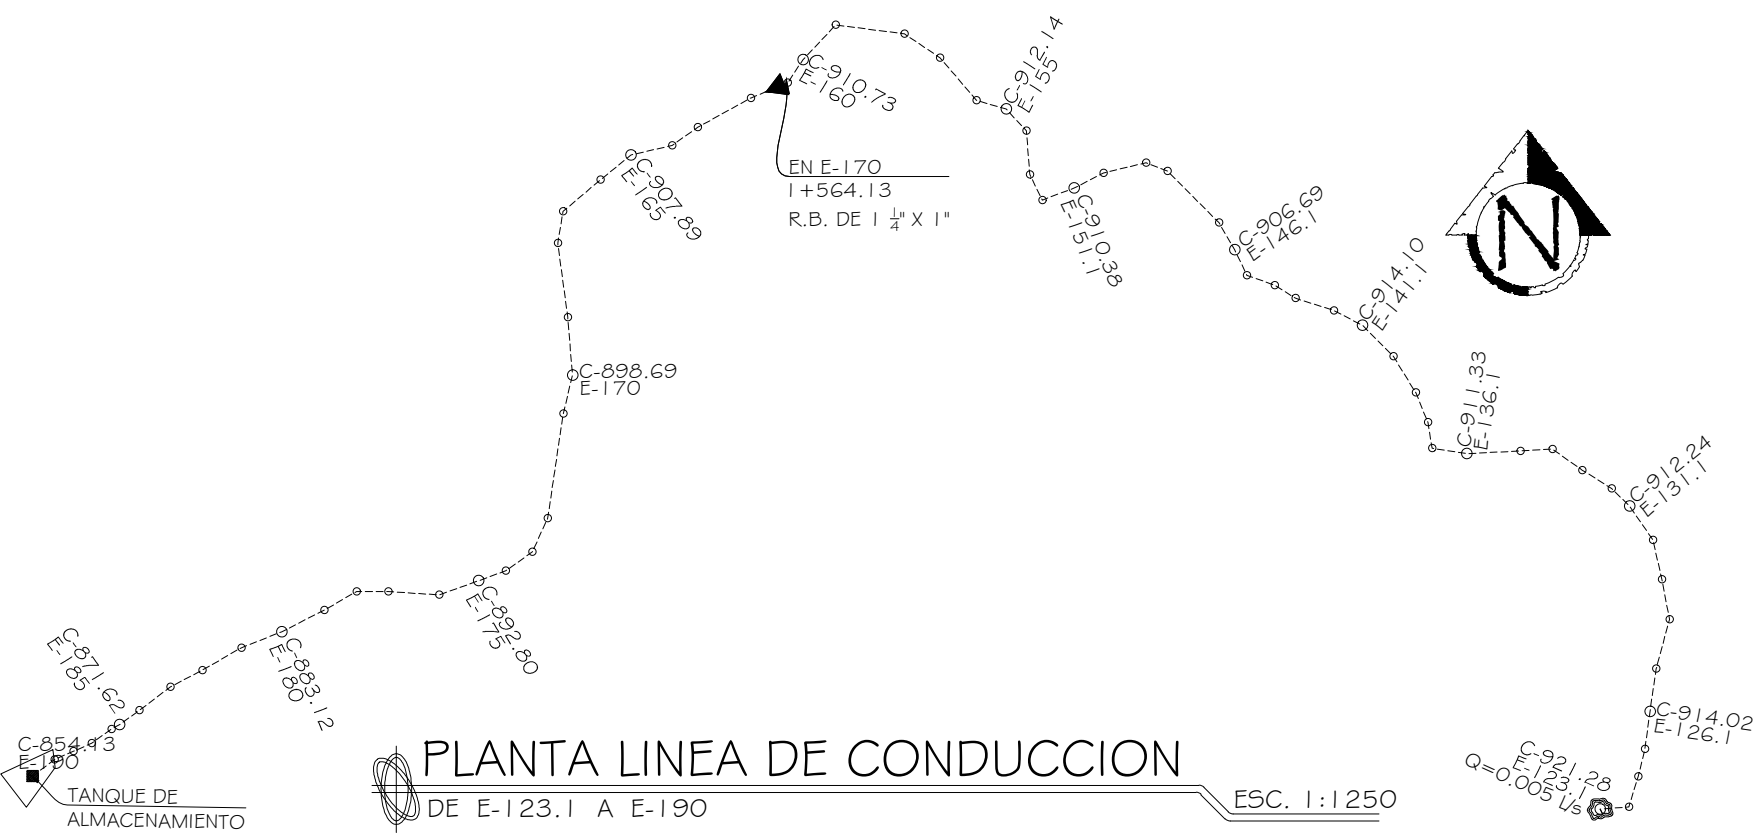 C-912.14
E-155
C-910.73
E-160
EN E-170
1+564.13
R.B. DE 1 1/4" X 1"
C-907.89
E-165
C-910.38
E-151.1
C-906.69
E-146.1
N
C-914.10
E-141.1
C-911.33
E-136.1
C-898.69
E-170
C-912.24
E-131.1
C-892.80
E-175
C-883.12
E-180
C-871.62
E-185
C-854.93
E-190
TANQUE DE
ALMACENAMIENTO
C-914.02
E-126.1
C-921.28
E-123.1
Q=0.005 L/s
PLANTA LINEA DE CONDUCCION
DE E-123.1 A E-190
ESC. 1:1250